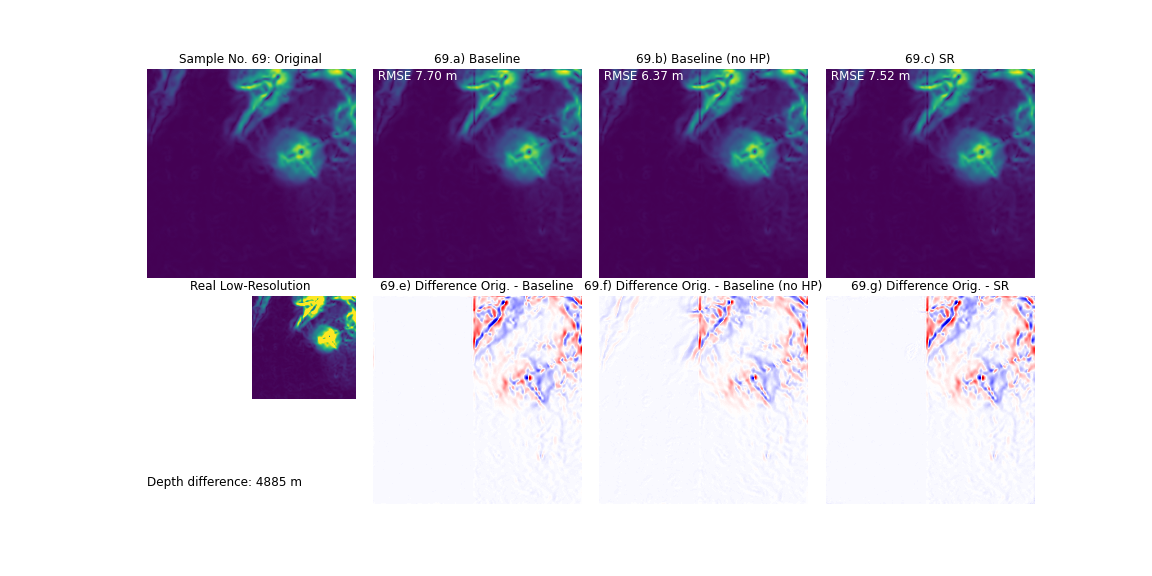 Sample No. 69: Original
69.a) Baseline
69.b) Baseline (no HP)
69.c) SR
RMSE 7.70 m
RMSE 6.37 m
RMSE 7.52 m
Real Low-Resolution
69.e) Difference Orig. - Baseline
69.f) Difference Orig. - Baseline (no HP)
69.g) Difference Orig. - SR
Depth difference: 4885 m